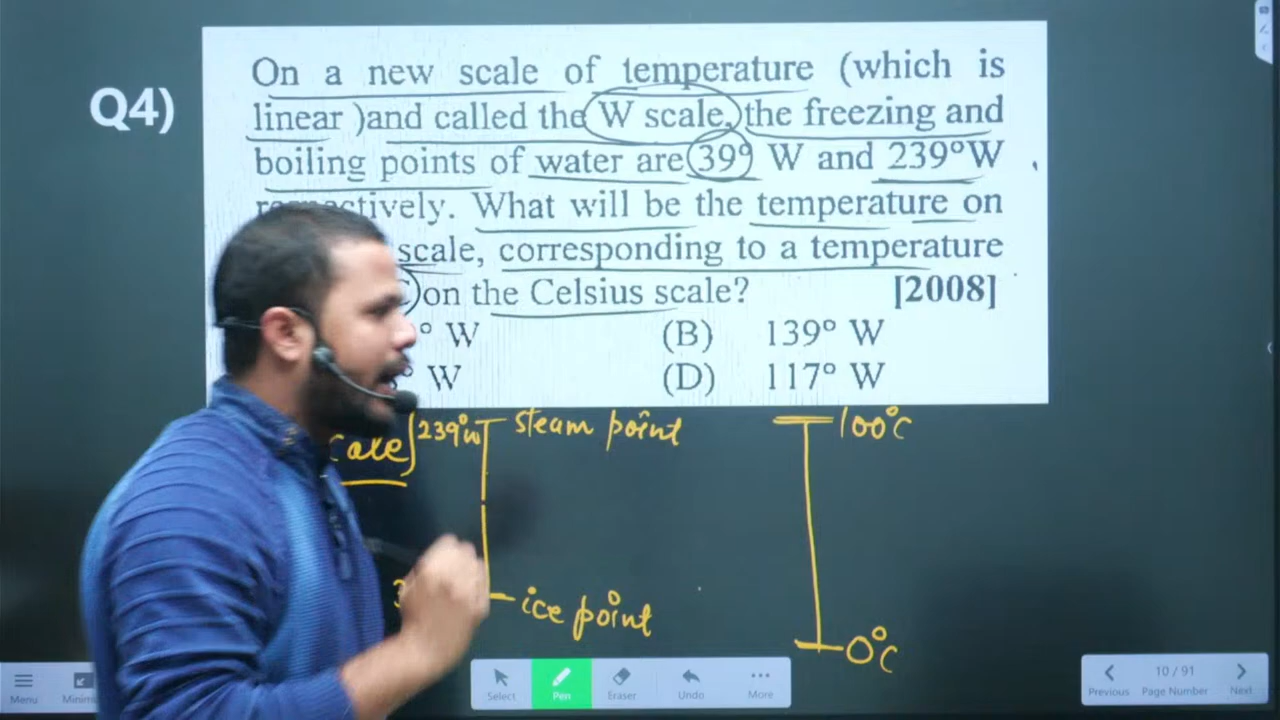 Q4)
On a new scale of temperature (which is
linear )and called the W scale, the freezing and
boiling points of water are 39° W and 239°W
What will be the temperature on
scale, corresponding to a temperature
on the Celsius scale? [2008]
° W (B) 139° W
W (D) 117° W
239°W steam point 100°C
ice point 0°C
Menu Select Pen Eraser Undo More Previous 10 / 91 Page Number Next